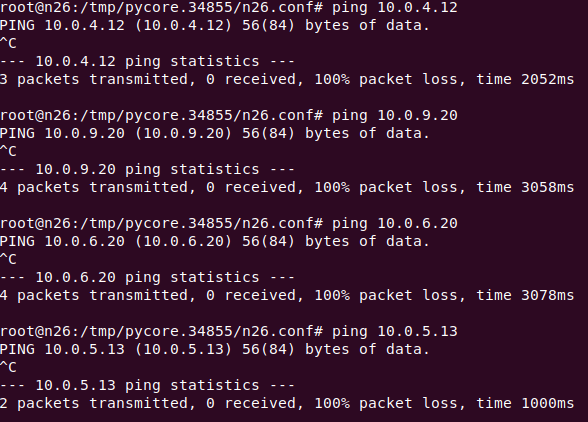 root@n26:/tmp/pycore.34855/n26.conf# ping 10.0.4.12
PING 10.0.4.12 (10.0.4.12) 56(84) bytes of data.
^C
--- 10.0.4.12 ping statistics ---
3 packets transmitted, 0 received, 100% packet loss, time 2052ms
root@n26:/tmp/pycore.34855/n26.conf# ping 10.0.9.20
PING 10.0.9.20 (10.0.9.20) 56(84) bytes of data.
^C
--- 10.0.9.20 ping statistics ---
4 packets transmitted, 0 received, 100% packet loss, time 3058ms
root@n26:/tmp/pycore.34855/n26.conf# ping 10.0.6.20
PING 10.0.6.20 (10.0.6.20) 56(84) bytes of data.
^C
--- 10.0.6.20 ping statistics ---
4 packets transmitted, 0 received, 100% packet loss, time 3078ms
root@n26:/tmp/pycore.34855/n26.conf# ping 10.0.5.13
PING 10.0.5.13 (10.0.5.13) 56(84) bytes of data.
^C
--- 10.0.5.13 ping statistics ---
2 packets transmitted, 0 received, 100% packet loss, time 1000ms